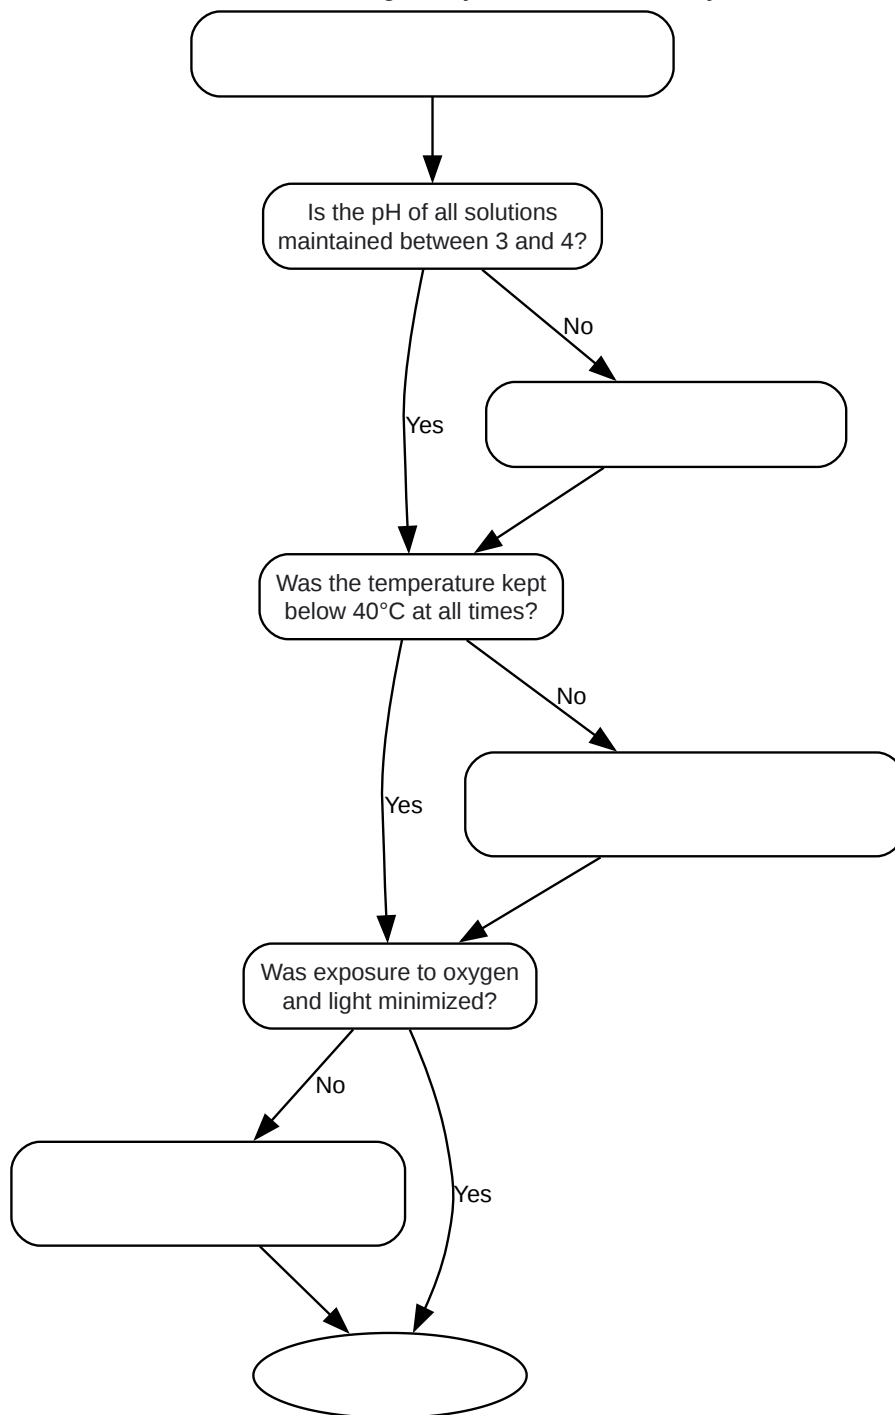 Is the pH of all solutions
maintained between 3 and 4?
No
Yes
Was the temperature kept
below 40°C at all times?
No
Yes
Was exposure to oxygen
and light minimized?
No
Yes